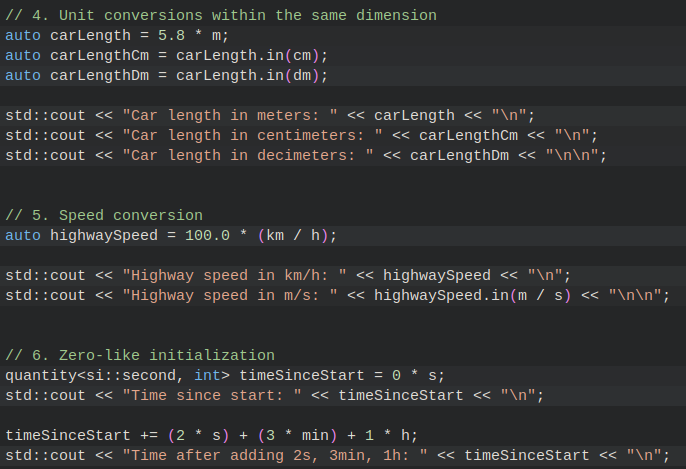 // 4. Unit conversions within the same dimension
auto carLength = 5.8 * m;
auto carLengthCm = carLength.in(cm);
auto carLengthDm = carLength.in(dm);
std::cout << "Car length in meters: " << carLength << "\n";
std::cout << "Car length in centimeters: " << carLengthCm << "\n";
std::cout << "Car length in decimeters: " << carLengthDm << "\n\n";
// 5. Speed conversion
auto highwaySpeed = 100.0 * (km / h);
std::cout << "Highway speed in km/h: " << highwaySpeed << "\n";
std::cout << "Highway speed in m/s: " << highwaySpeed.in(m / s) << "\n\n";
// 6. Zero-like initialization
quantity<si::second, int> timeSinceStart = 0 * s;
std::cout << "Time since start: " << timeSinceStart << "\n";
timeSinceStart += (2 * s) + (3 * min) + 1 * h;
std::cout << "Time after adding 2s, 3min, 1h: " << timeSinceStart << "\n";